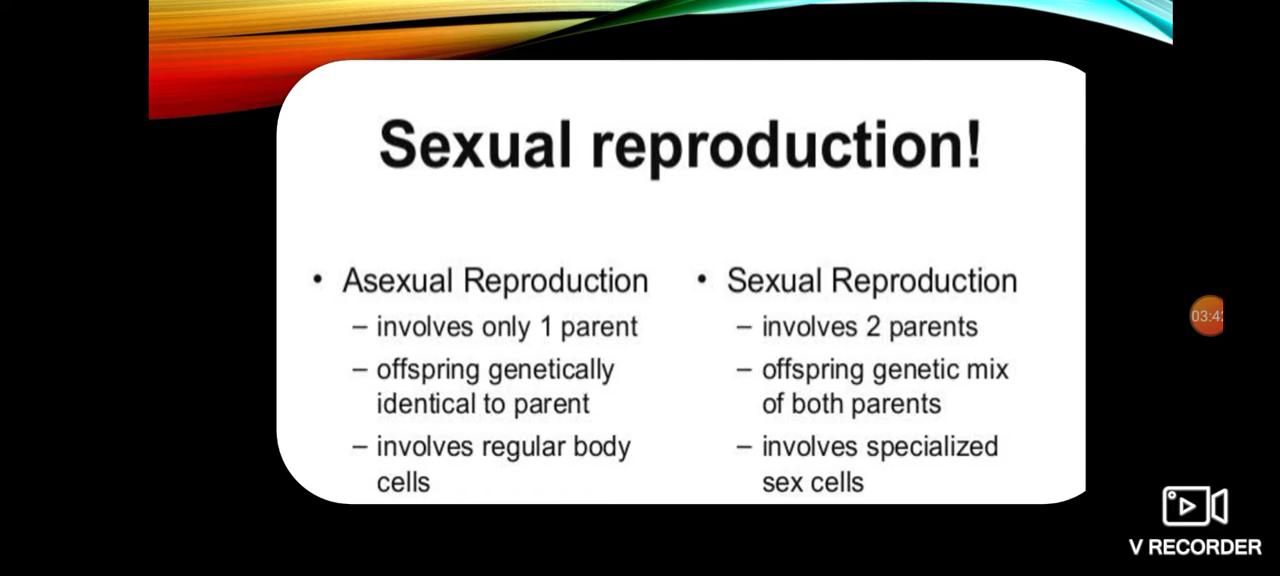 Sexual reproduction!
• Asexual Reproduction
– involves only 1 parent
– offspring genetically
identical to parent
– involves regular body
cells
• Sexual Reproduction
– involves 2 parents
– offspring genetic mix
of both parents
– involves specialized
sex cells
V RECORDER